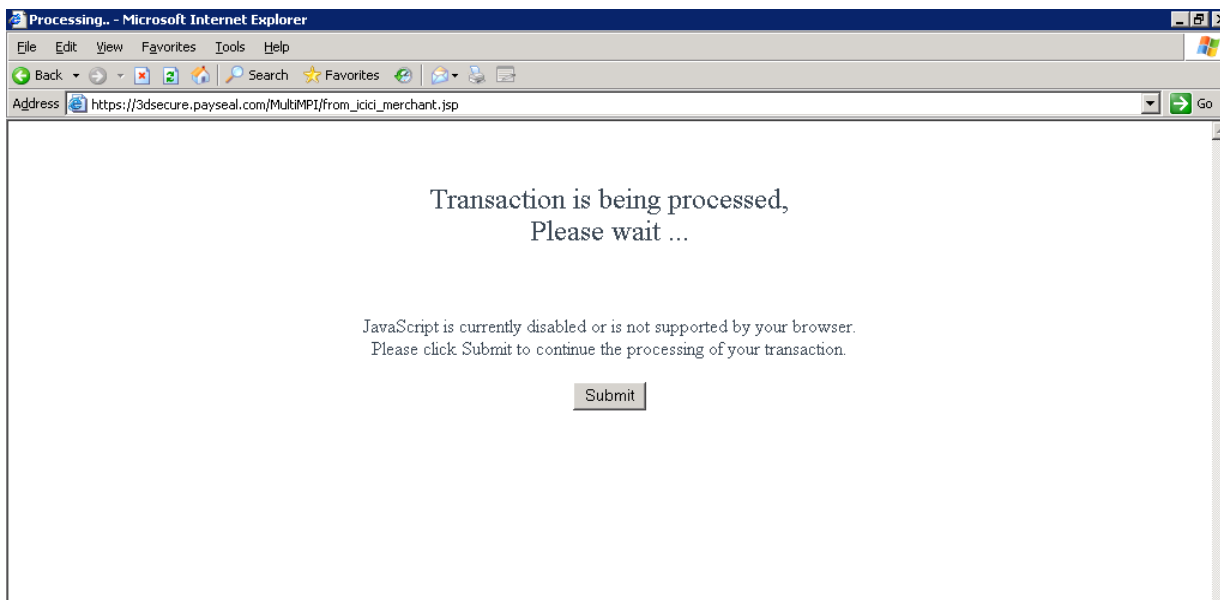 Processing.. - Microsoft Internet Explorer
File Edit View Favorites Tools Help
Back Search Favorites
Address https://3dsecure.payseal.com/MultiMPI/from_icici_merchant.jsp Go
Transaction is being processed,
Please wait ...
JavaScript is currently disabled or is not supported by your browser.
Please click Submit to continue the processing of your transaction.
Submit